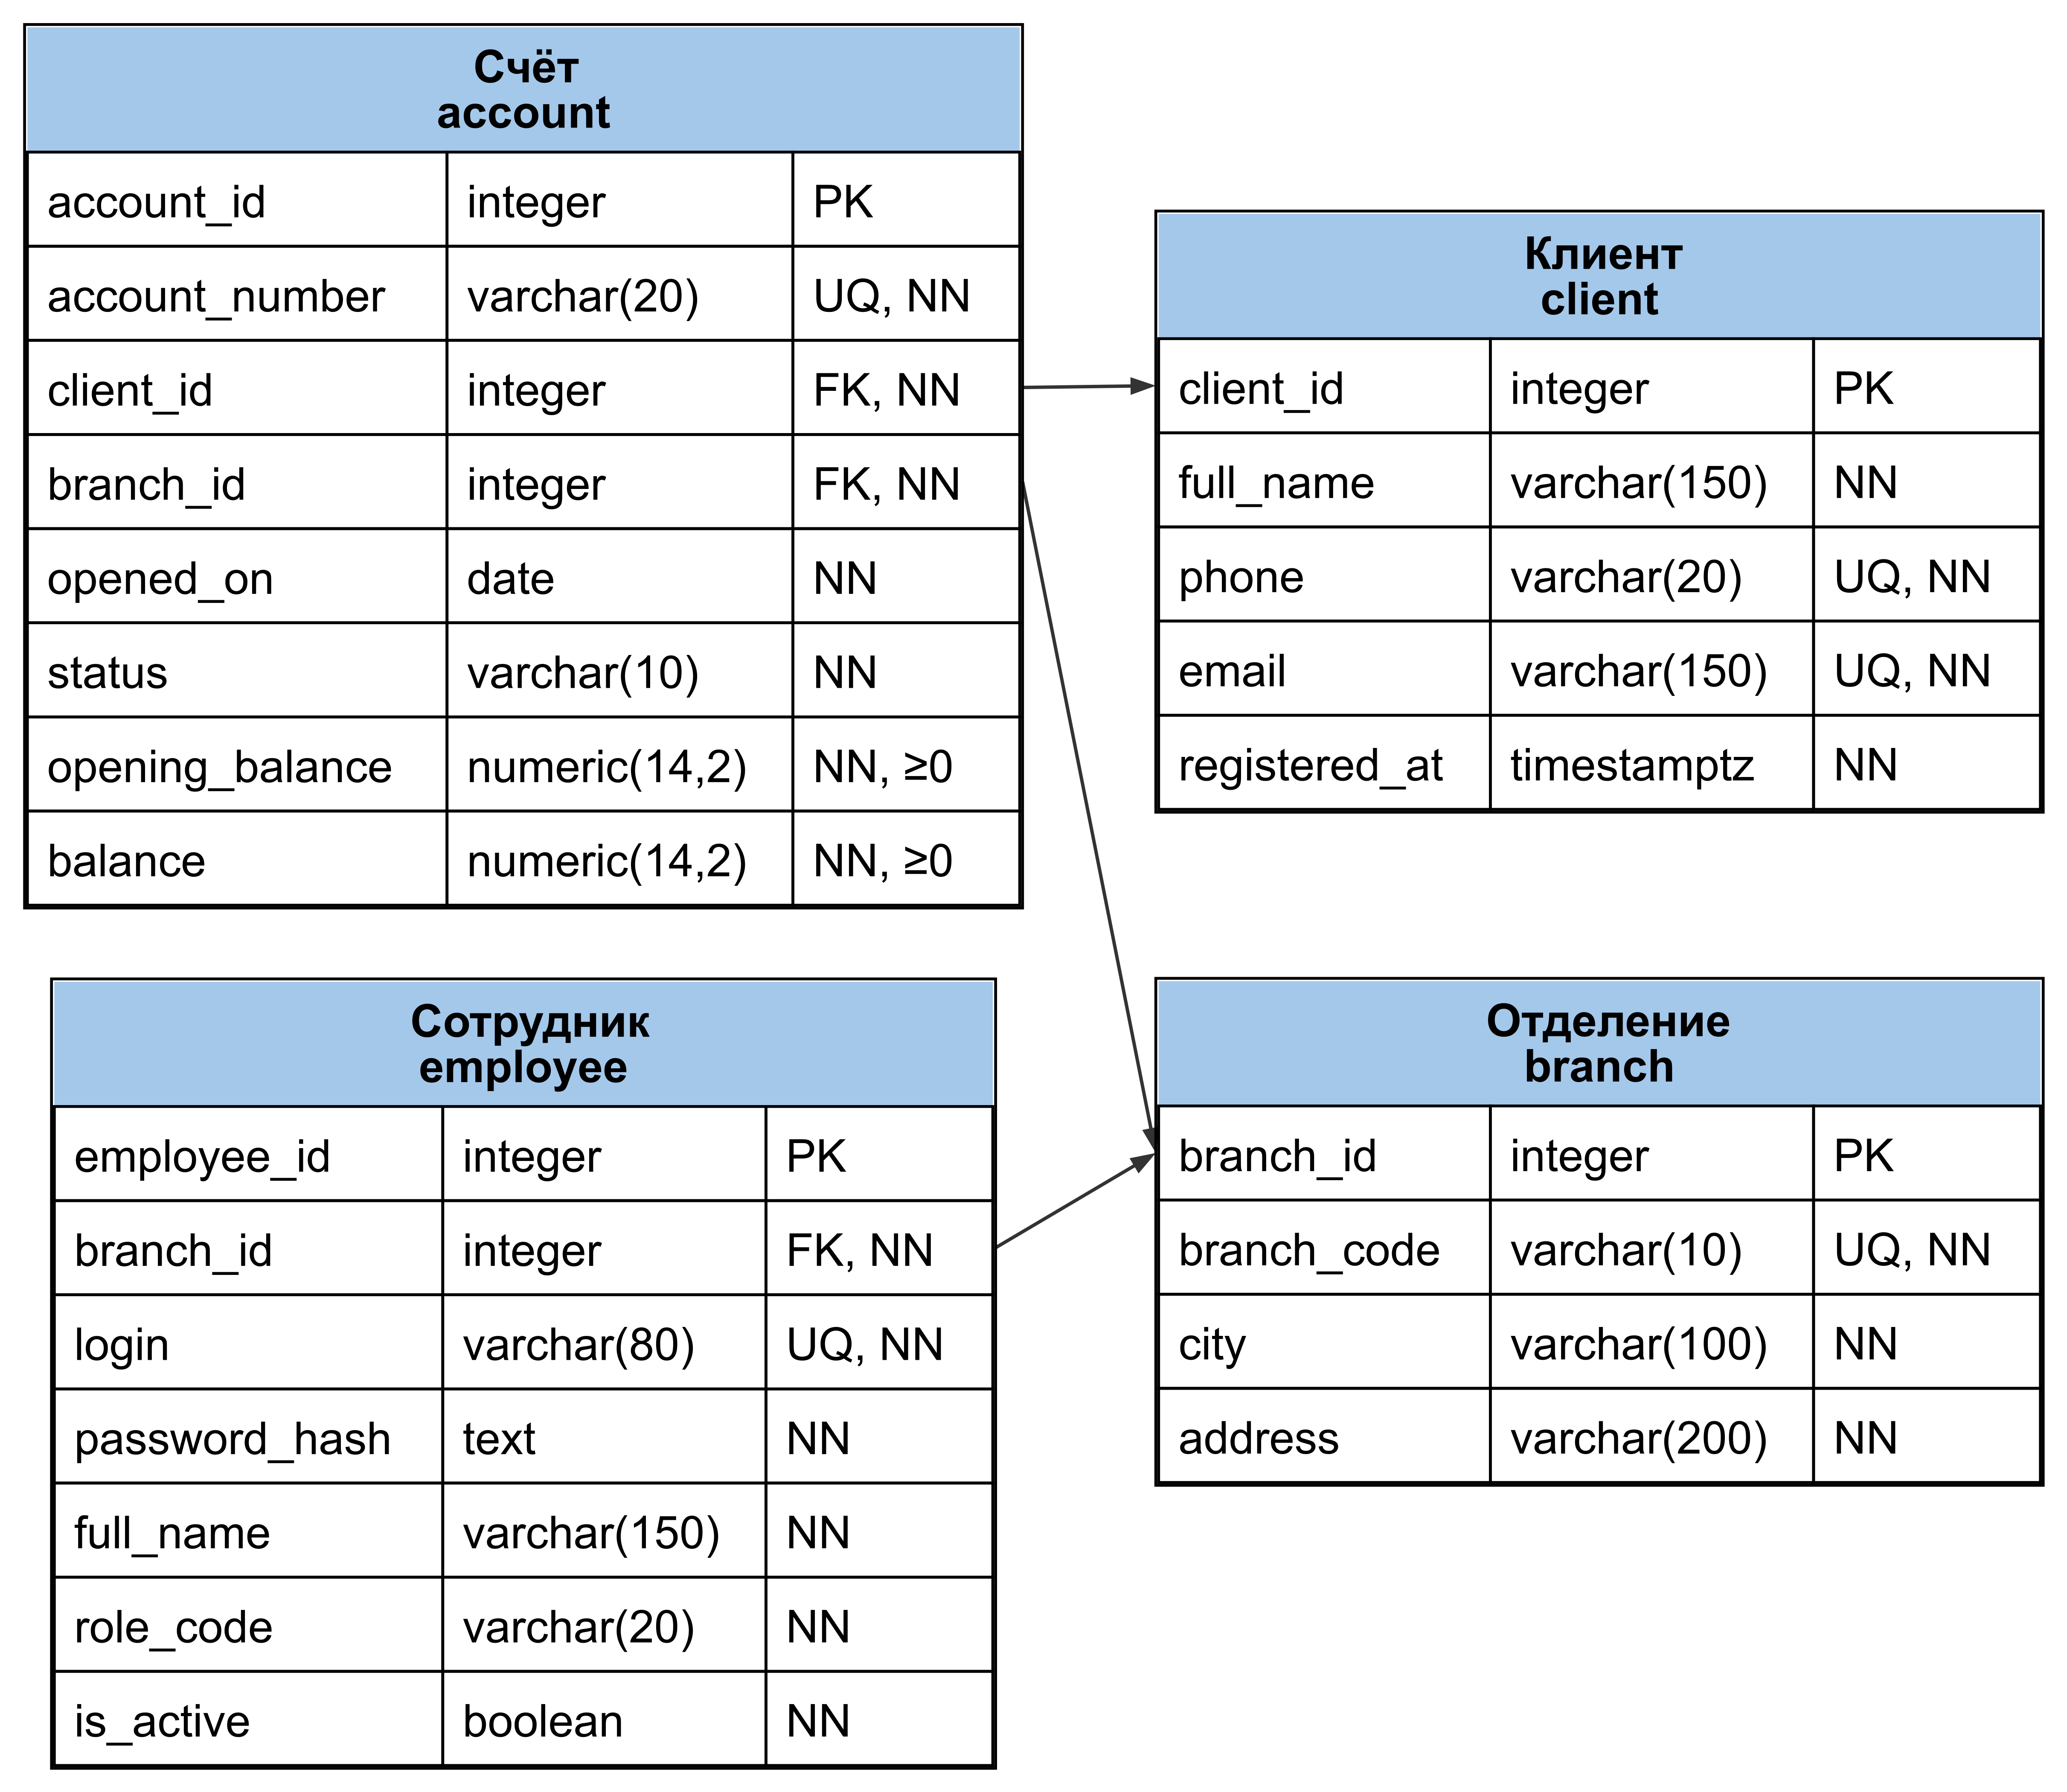 Счёт
account
account_id integer PK
account_number varchar(20) UQ, NN
client_id integer FK, NN
branch_id integer FK, NN
opened_on date NN
status varchar(10) NN
opening_balance numeric(14,2) NN, ≥0
balance numeric(14,2) NN, ≥0
Клиент
client
client_id integer PK
full_name varchar(150) NN
phone varchar(20) UQ, NN
email varchar(150) UQ, NN
registered_at timestamptz NN
Сотрудник
employee
employee_id integer PK
branch_id integer FK, NN
login varchar(80) UQ, NN
password_hash text NN
full_name varchar(150) NN
role_code varchar(20) NN
is_active boolean NN
Отделение
branch
branch_id integer PK
branch_code varchar(10) UQ, NN
city varchar(100) NN
address varchar(200) NN